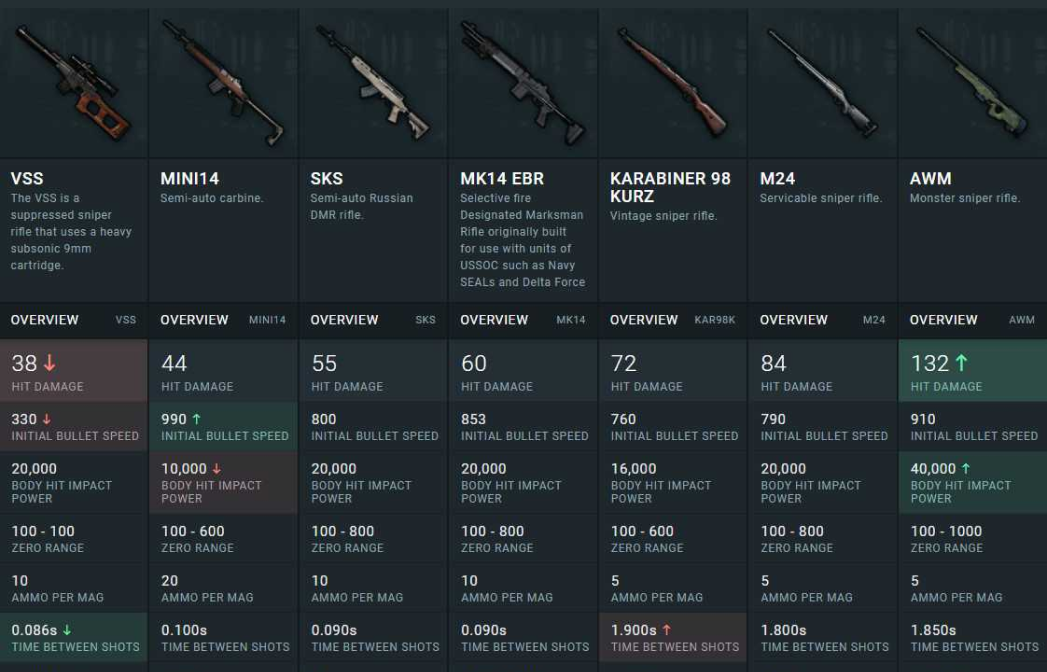 VSS
The VSS is a
suppressed sniper
rifle that uses a heavy
subsonic 9mm
cartridge.
MINI14
Semi-auto carbine.
SKS
Semi-auto Russian
DMR rifle.
MK14 EBR
Selective fire
Designated Marksman
Rifle originally built
for use with units of
USSOC such as Navy
SEALs and Delta Force
KARABINER 98
KURZ
Vintage sniper rifle.
M24
Servicable sniper rifle.
AWM
Monster sniper rifle.
OVERVIEW VSS
OVERVIEW MINI14
OVERVIEW SKS
OVERVIEW MK14
OVERVIEW KAR98K
OVERVIEW M24
OVERVIEW AWM
38 ↓
HIT DAMAGE
44
HIT DAMAGE
55
HIT DAMAGE
60
HIT DAMAGE
72
HIT DAMAGE
84
HIT DAMAGE
132 ↑
HIT DAMAGE
330 ↓
INITIAL BULLET SPEED
990 ↑
INITIAL BULLET SPEED
800
INITIAL BULLET SPEED
853
INITIAL BULLET SPEED
760
INITIAL BULLET SPEED
790
INITIAL BULLET SPEED
910
INITIAL BULLET SPEED
20,000
BODY HIT IMPACT
POWER
10,000 ↓
BODY HIT IMPACT
POWER
20,000
BODY HIT IMPACT
POWER
20,000
BODY HIT IMPACT
POWER
16,000
BODY HIT IMPACT
POWER
20,000
BODY HIT IMPACT
POWER
40,000 ↑
BODY HIT IMPACT
POWER
100 - 100
ZERO RANGE
100 - 600
ZERO RANGE
100 - 800
ZERO RANGE
100 - 800
ZERO RANGE
100 - 600
ZERO RANGE
100 - 800
ZERO RANGE
100 - 1000
ZERO RANGE
10
AMMO PER MAG
20
AMMO PER MAG
10
AMMO PER MAG
10
AMMO PER MAG
5
AMMO PER MAG
5
AMMO PER MAG
5
AMMO PER MAG
0.086s ↓
TIME BETWEEN SHOTS
0.100s
TIME BETWEEN SHOTS
0.090s
TIME BETWEEN SHOTS
0.090s
TIME BETWEEN SHOTS
1.900s ↑
TIME BETWEEN SHOTS
1.800s
TIME BETWEEN SHOTS
1.850s
TIME BETWEEN SHOTS